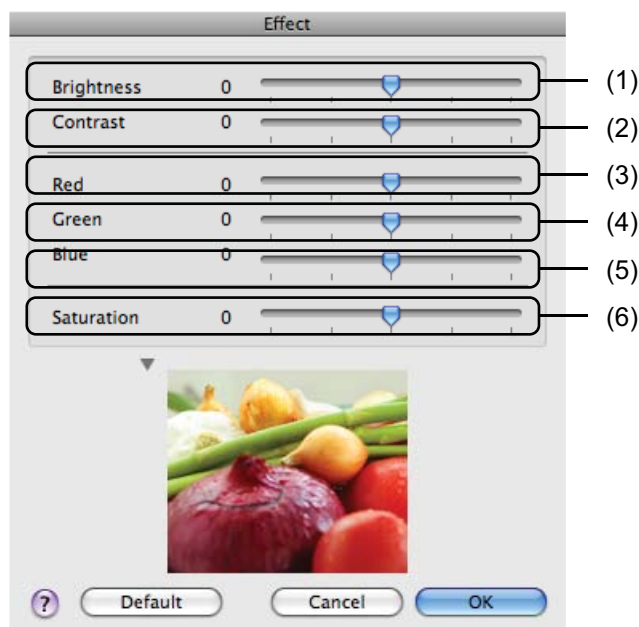 Effect
Brightness 0 (1)
Contrast 0 (2)
Red 0 (3)
Green 0 (4)
Blue 0 (5)
Saturation 0 (6)
? Default Cancel OK